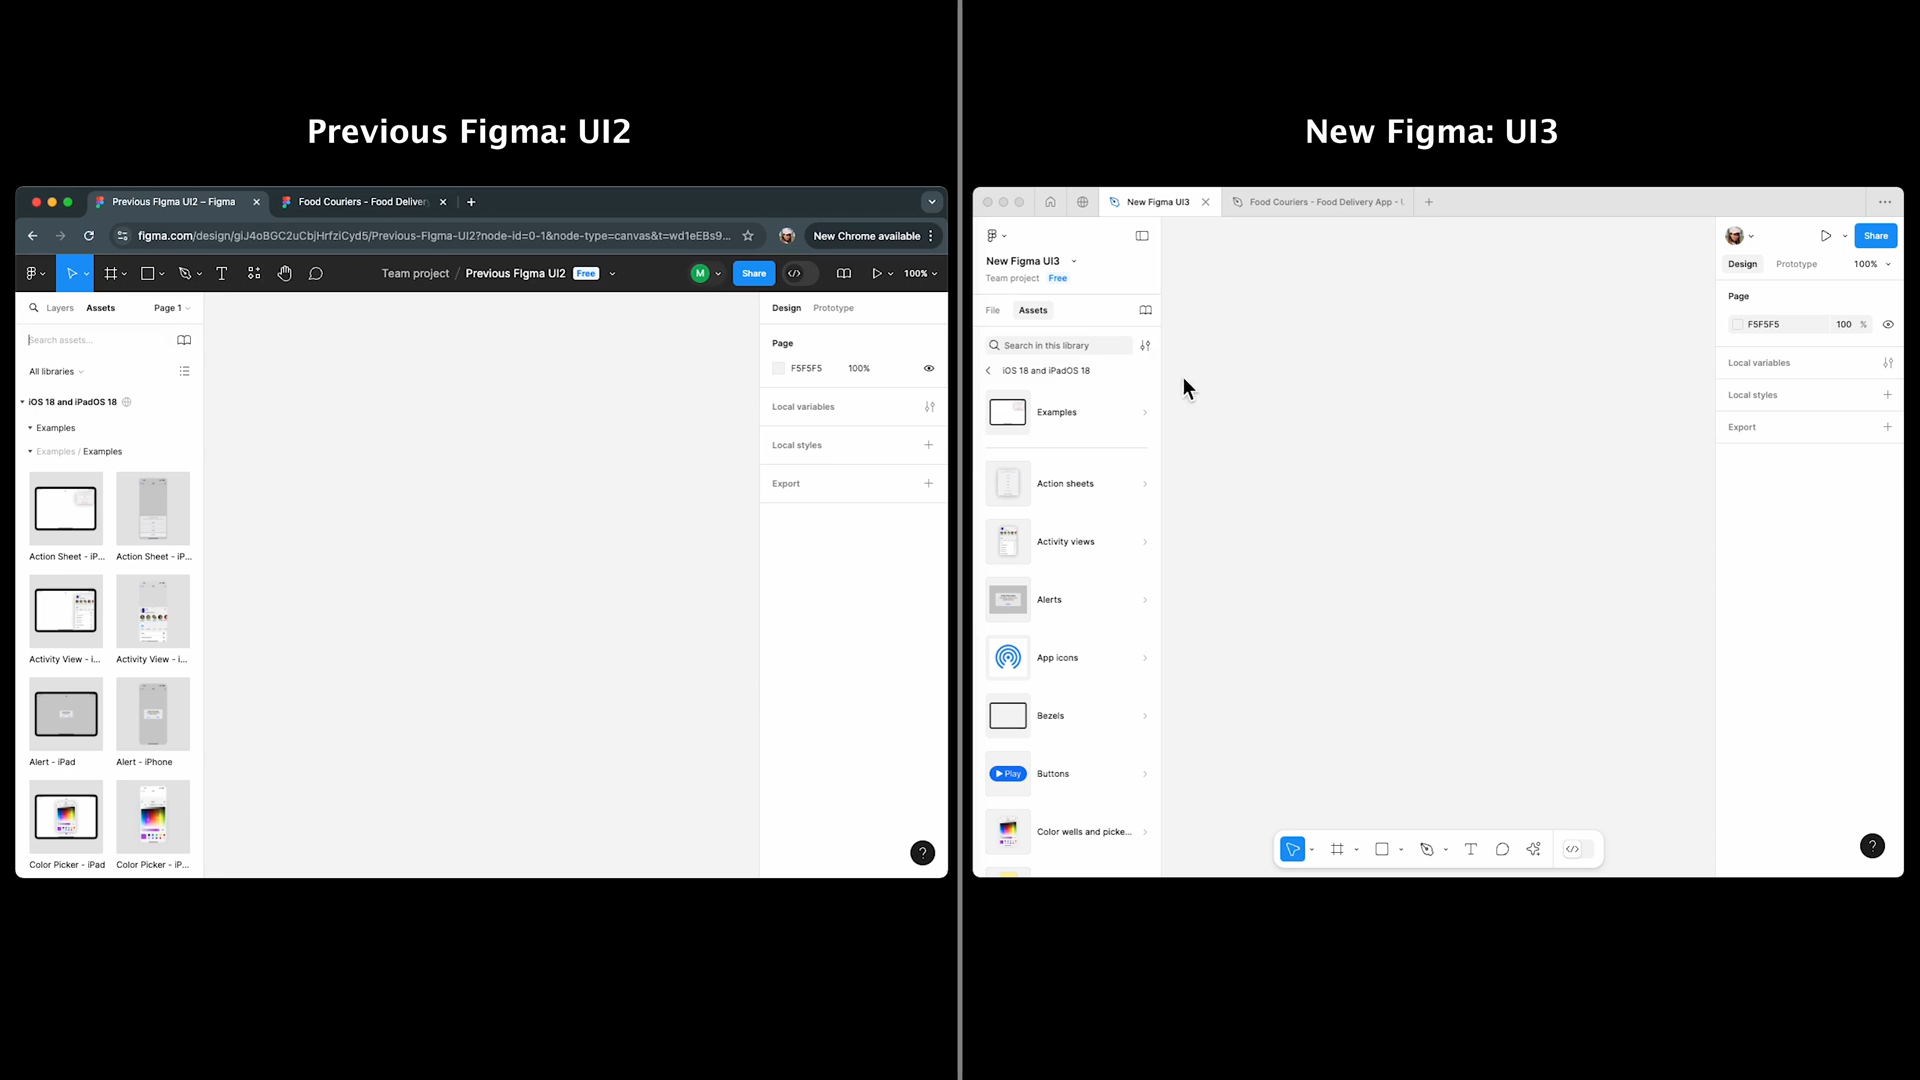 Previous Figma: UI2
Previous FIgma UI2 – Figma
Food Couriers - Food Deliver
figma.com/design/giJ4oBGC2uCbjHrfziCyd5/Previous-FIgma-UI2?node-id=0-1&node-type=canvas&t=wd1eEBs9...
New Chrome available
Team project / Previous FIgma UI2 Free
M
Share
100%
Layers
Assets
Page 1
Search assets...
All libraries
iOS 18 and iPadOS 18
Examples
Examples / Examples
Action Sheet - iP...
Action Sheet - iP...
Activity View - i...
Activity View - i...
Alert - iPad
Alert - iPhone
Color Picker - iPad
Color Picker - iP...
Design
Prototype
Page
F5F5F5
100%
Local variables
Local styles
Export
?
New Figma: UI3
New Figma UI3
Food Couriers - Food Delivery App -
New Figma UI3
Team project
Free
File
Assets
Search in this library
iOS 18 and iPadOS 18
Examples
Action sheets
Activity views
Alerts
App icons
Bezels
Play
Buttons
Color wells and picke...
Share
Design
Prototype
100%
Page
F5F5F5
100 %
Local variables
Local styles
Export
?